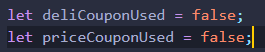 let deliCouponUsed = false;
let priceCouponUsed = false;